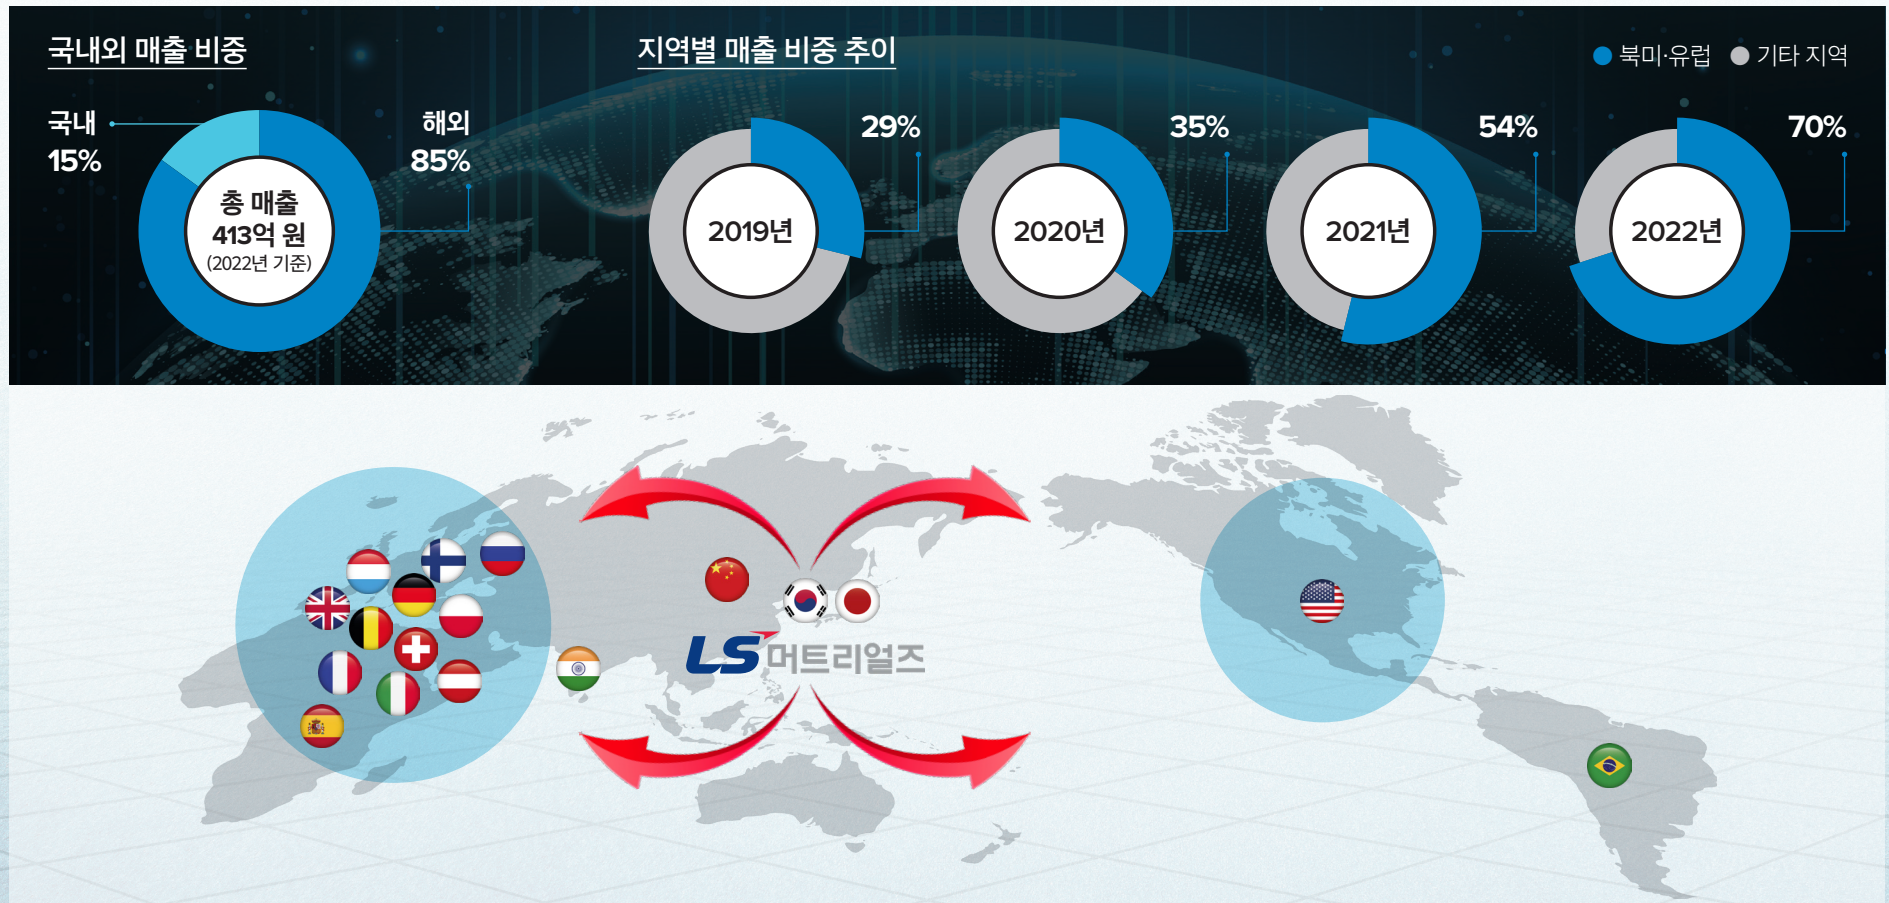 국내외 매출 비중
국내
15%
해외
85%
총 매출
413억 원
(2022년 기준)
지역별 매출 비중 추이
북미·유럽
기타 지역
29%
2019년
35%
2020년
54%
2021년
70%
2022년
LS머트리얼즈